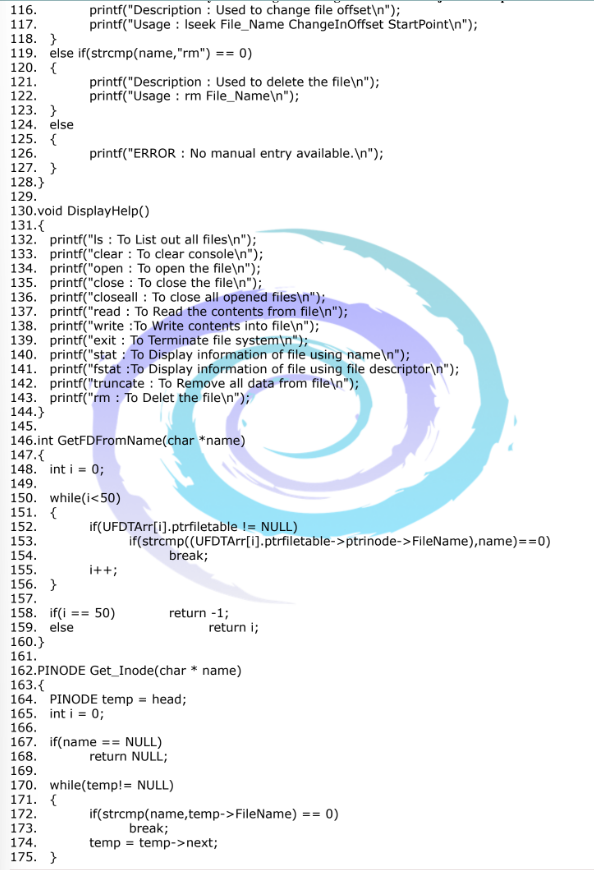 116. printf("Description : Used to change file offset\n");
117. printf("Usage : lseek File_Name ChangeInOffset StartPoint\n");
118. }
119. else if(strcmp(name,"rm") == 0)
120. {
121. printf("Description : Used to delete the file\n");
122. printf("Usage : rm File_Name\n");
123. }
124. else
125. {
126. printf("ERROR : No manual entry available.\n");
127. }
128.}
129.
130.void DisplayHelp()
131.{
132. printf("ls : To List out all files\n");
133. printf("clear : To clear console\n");
134. printf("open : To open the file\n");
135. printf("close : To close the file\n");
136. printf("closeall : To close all opened files\n");
137. printf("read : To Read the contents from file\n");
138. printf("write :To Write contents into file\n");
139. printf("exit : To Terminate file system\n");
140. printf("stat : To Display information of file using name\n");
141. printf("fstat :To Display information of file using file descriptor\n");
142. printf("truncate : To Remove all data from file\n");
143. printf("rm : To Delet the file\n");
144.}
145.
146.int GetFDFromName(char *name)
147.{
148. int i = 0;
149.
150. while(i<50)
151. {
152. if(UFDTArr[i].ptrfiletable != NULL)
153. if(strcmp((UFDTArr[i].ptrfiletable->ptrinode->FileName),name)==0)
154. break;
155. i++;
156. }
157.
158. if(i == 50) return -1;
159. else return i;
160.}
161.
162.PINODE Get_Inode(char * name)
163.{
164. PINODE temp = head;
165. int i = 0;
166.
167. if(name == NULL)
168. return NULL;
169.
170. while(temp!= NULL)
171. {
172. if(strcmp(name,temp->FileName) == 0)
173. break;
174. temp = temp->next;
175. }